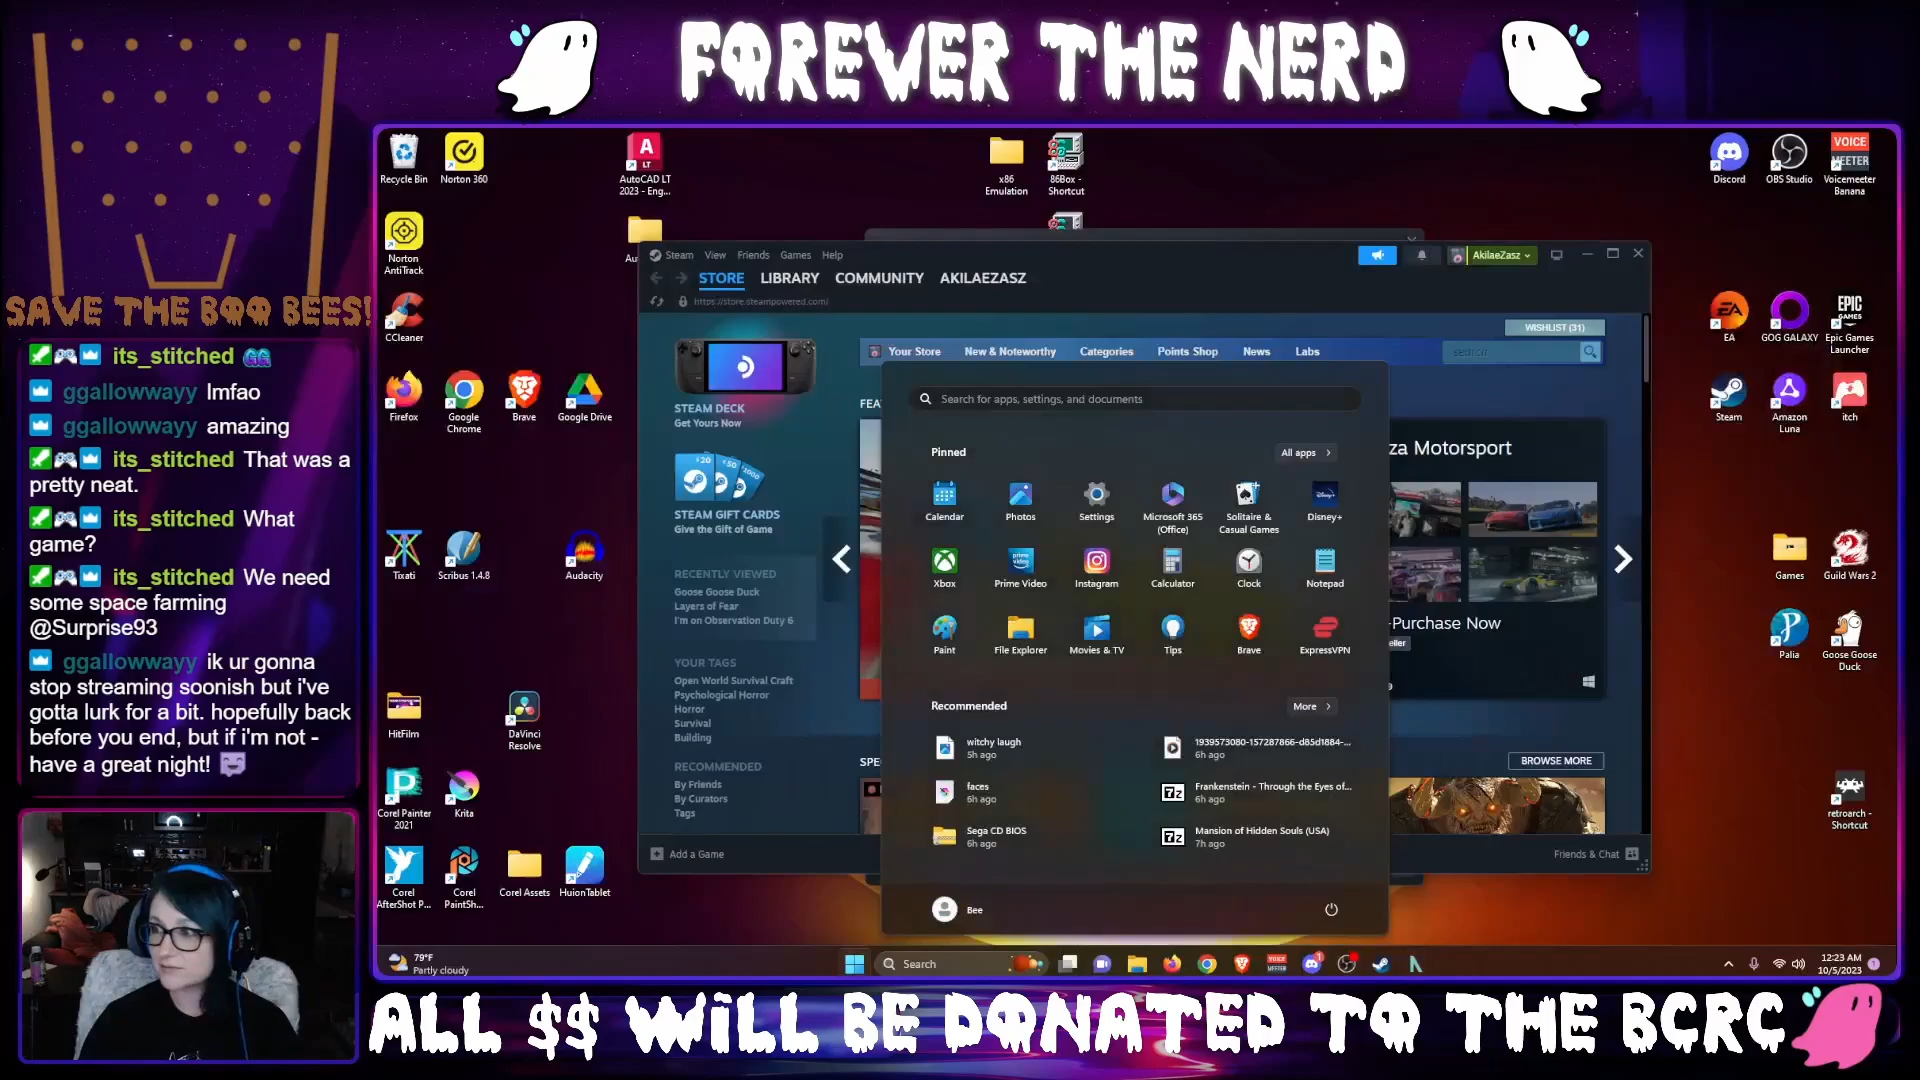 FOREVER THE NERD
SAVE THE BOO BEES!
its_stitched
ggallowwayy lmfao
ggallowwayy amazing
its_stitched That was a
pretty neat.
its_stitched What
game?
its_stitched We need
some space farming
@Surprise93
ggallowwayy ik ur gonna
stop streaming soonish but i've
gotta lurk for a bit. hopefully back
before you end, but if i'm not -
have a great night!
Recycle Bin
Norton 360
AutoCAD LT
2023 - Eng...
x86
Emulation
86Box -
Shortcut
Discord
OBS Studio
VOICE
MEETER
Voicemeeter
Banana
Norton
AntiTrack
CCleaner
Firefox
Google
Chrome
Brave
Google Drive
Tixati
Scribus 1.4.8
Audacity
HitFilm
DaVinci
Resolve
Corel Painter
2021
Krita
Corel
AfterShot P...
Corel
PaintSh...
Corel Assets
HuionTablet
EA
GOG GALAXY
EPIC
GAMES
Epic Games
Launcher
Steam
Amazon
Luna
itch
Games
Guild Wars 2
Palia
Goose Goose
Duck
retroarch -
Shortcut
Steam View Friends Games Help
AkilaeZasz
STORE LIBRARY COMMUNITY AKILAEZASZ
https://store.steampowered.com/
WISHLIST (31)
Your Store New & Noteworthy Categories Points Shop News Labs
search
STEAM DECK
Get Yours Now
STEAM GIFT CARDS
Give the Gift of Game
RECENTLY VIEWED
Goose Goose Duck
Layers of Fear
I'm on Observation Duty 6
YOUR TAGS
Open World Survival Craft
Psychological Horror
Horror
Survival
Building
RECOMMENDED
By Friends
By Curators
Tags
FEA
SPE
za Motorsport
-Purchase Now
eller
BROWSE MORE
Add a Game
Friends & Chat
Search for apps, settings, and documents
Pinned
All apps
Calendar
Photos
Settings
Microsoft 365
(Office)
Solitaire &
Casual Games
Disney+
Xbox
Prime Video
Instagram
Calculator
Clock
Notepad
Paint
File Explorer
Movies & TV
Tips
Brave
ExpressVPN
Recommended
More
witchy laugh
5h ago
1939573080-157287866-d85d1884-...
6h ago
faces
6h ago
Frankenstein - Through the Eyes of...
6h ago
Sega CD BIOS
6h ago
Mansion of Hidden Souls (USA)
7h ago
Bee
79°F
Partly cloudy
Search
12:23 AM
10/5/2023
ALL $$ WILL BE DONATED TO THE BCRC